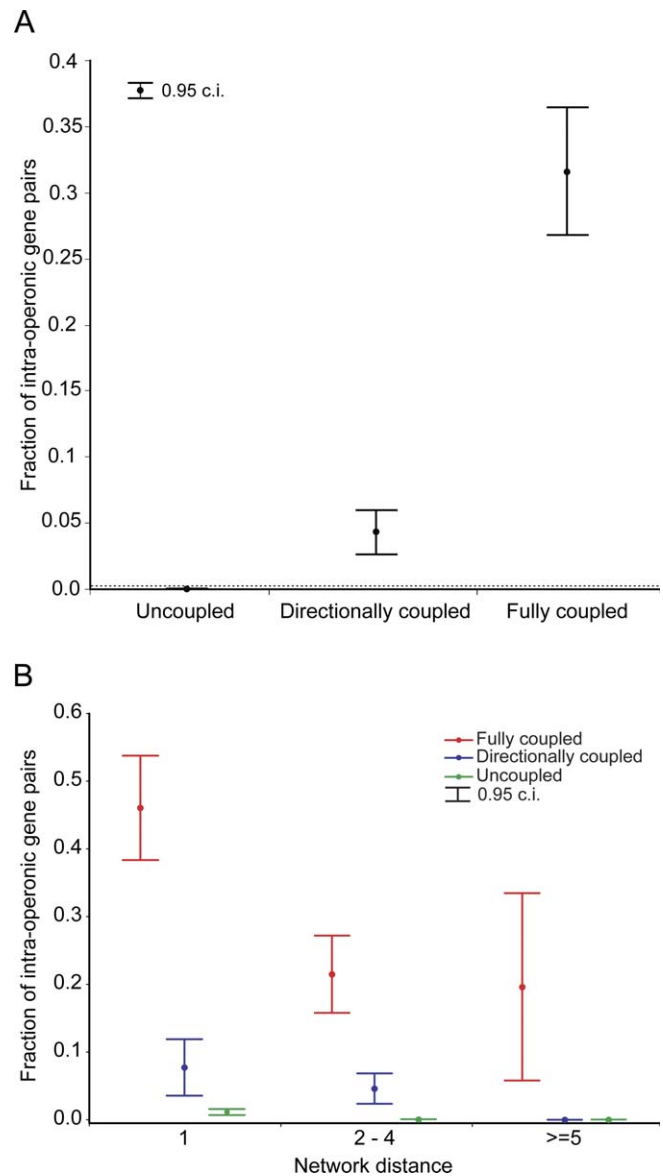 A
Fraction of intra-operonic gene pairs
0.4
0.35
0.3
0.25
0.2
0.15
0.1
0.05
0.0
0.95 c.i.
Uncoupled
Directionally coupled
Fully coupled
B
Fraction of intra-operonic gene pairs
0.6
0.5
0.4
0.3
0.2
0.1
0.0
Fully coupled
Directionally coupled
Uncoupled
0.95 c.i.
1
2 - 4
>=5
Network distance